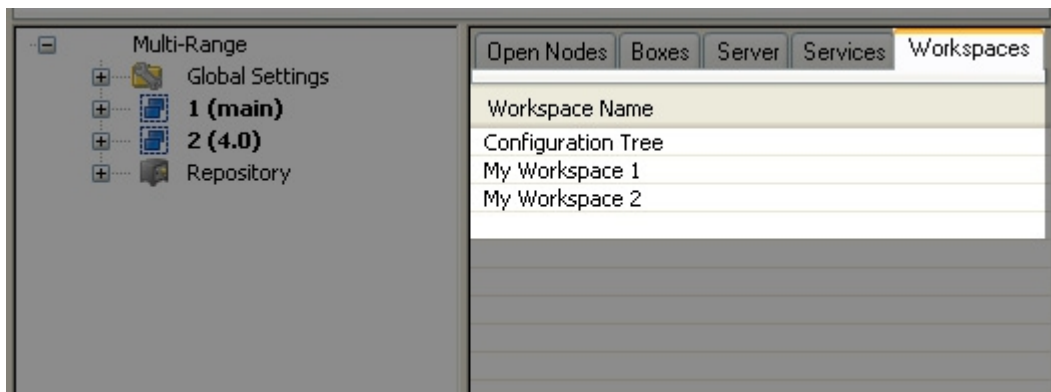 Multi-Range
Global Settings
1 (main)
2 (4.0)
Repository
Open Nodes Boxes Server Services Workspaces
Workspace Name
Configuration Tree
My Workspace 1
My Workspace 2